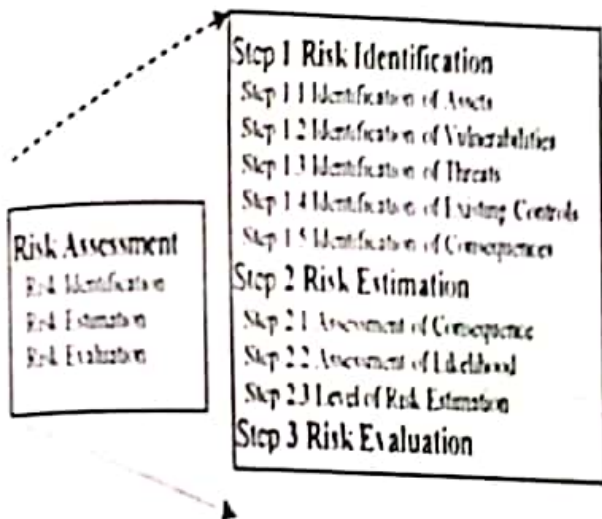 Risk Assessment
Risk Identification
Risk Estimation
Risk Evaluation
Step 1 Risk Identification
Step 1.1 Identification of Assets
Step 1.2 Identification of Vulnerabilities
Step 1.3 Identification of Threats
Step 1.4 Identification of Existing Controls
Step 1.5 Identification of Consequences
Step 2 Risk Estimation
Step 2.1 Assessment of Consequence
Step 2.2 Assessment of Likelihood
Step 2.3 Level of Risk Estimation
Step 3 Risk Evaluation